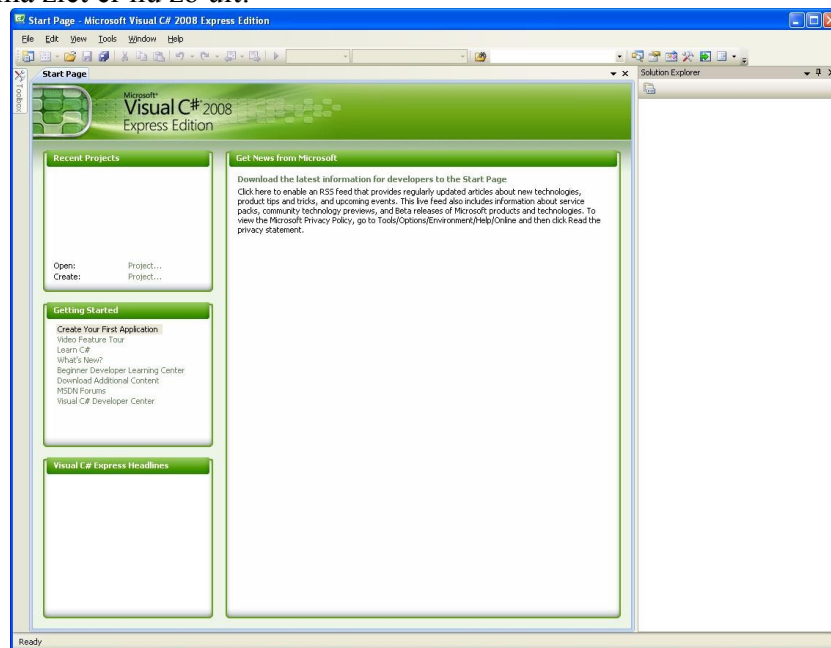 ziet er nu zo uit:
Start Page - Microsoft Visual C# 2008 Express Edition
File Edit View Tools Window Help
Start Page
Solution Explorer
Toolbox
Microsoft®
Visual C# 2008
Express Edition
Recent Projects
Open: Project...
Create: Project...
Getting Started
Create Your First Application
Video Feature Tour
Learn C#
What's New?
Beginner Developer Learning Center
Download Additional Content
MSDN Forums
Visual C# Developer Center
Visual C# Express Headlines
Get News from Microsoft
Download the latest information for developers to the Start Page
Click here to enable an RSS feed that provides regularly updated articles about new technologies,
product tips and tricks, and upcoming events. This live feed also includes information about service
packs, community technology previews, and Beta releases of Microsoft products and technologies. To
view the Microsoft Privacy Policy, go to Tools/Options/Environment/Help/Online and then click Read the
privacy statement.
Ready